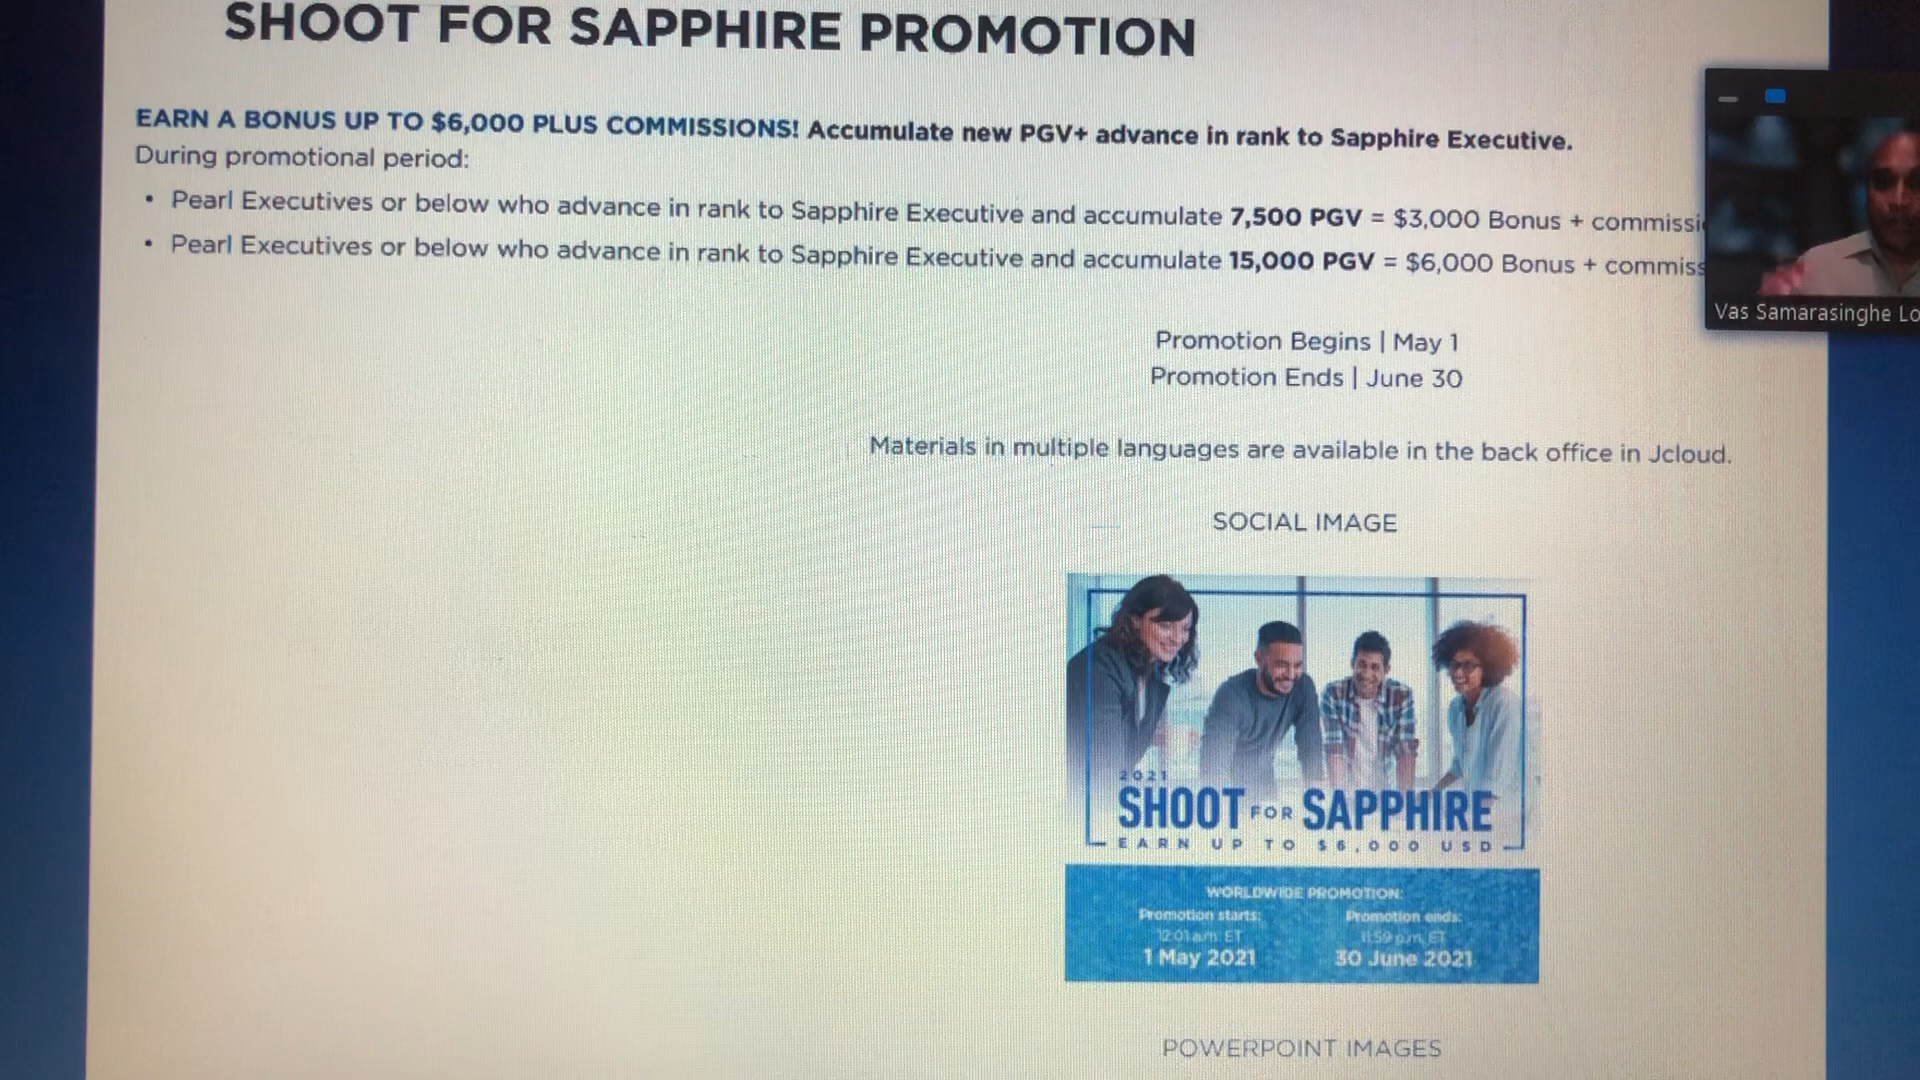 SHOOT FOR SAPPHIRE PROMOTION
EARN A BONUS UP TO $6,000 PLUS COMMISSIONS! Accumulate new PGV+ advance in rank to Sapphire Executive.
During promotional period:
• Pearl Executives or below who advance in rank to Sapphire Executive and accumulate 7,500 PGV = $3,000 Bonus + commissi
• Pearl Executives or below who advance in rank to Sapphire Executive and accumulate 15,000 PGV = $6,000 Bonus + commiss
Vas Samarasinghe Lo
Promotion Begins | May 1
Promotion Ends | June 30
Materials in multiple languages are available in the back office in Jcloud.
SOCIAL IMAGE
2021
SHOOT FOR SAPPHIRE
EARN UP TO $6,000 USD
WORLDWIDE PROMOTION:
Promotion starts: Promotion ends:
12:01 am ET 11:59 p.m. ET
1 May 2021 30 June 2021
POWERPOINT IMAGES